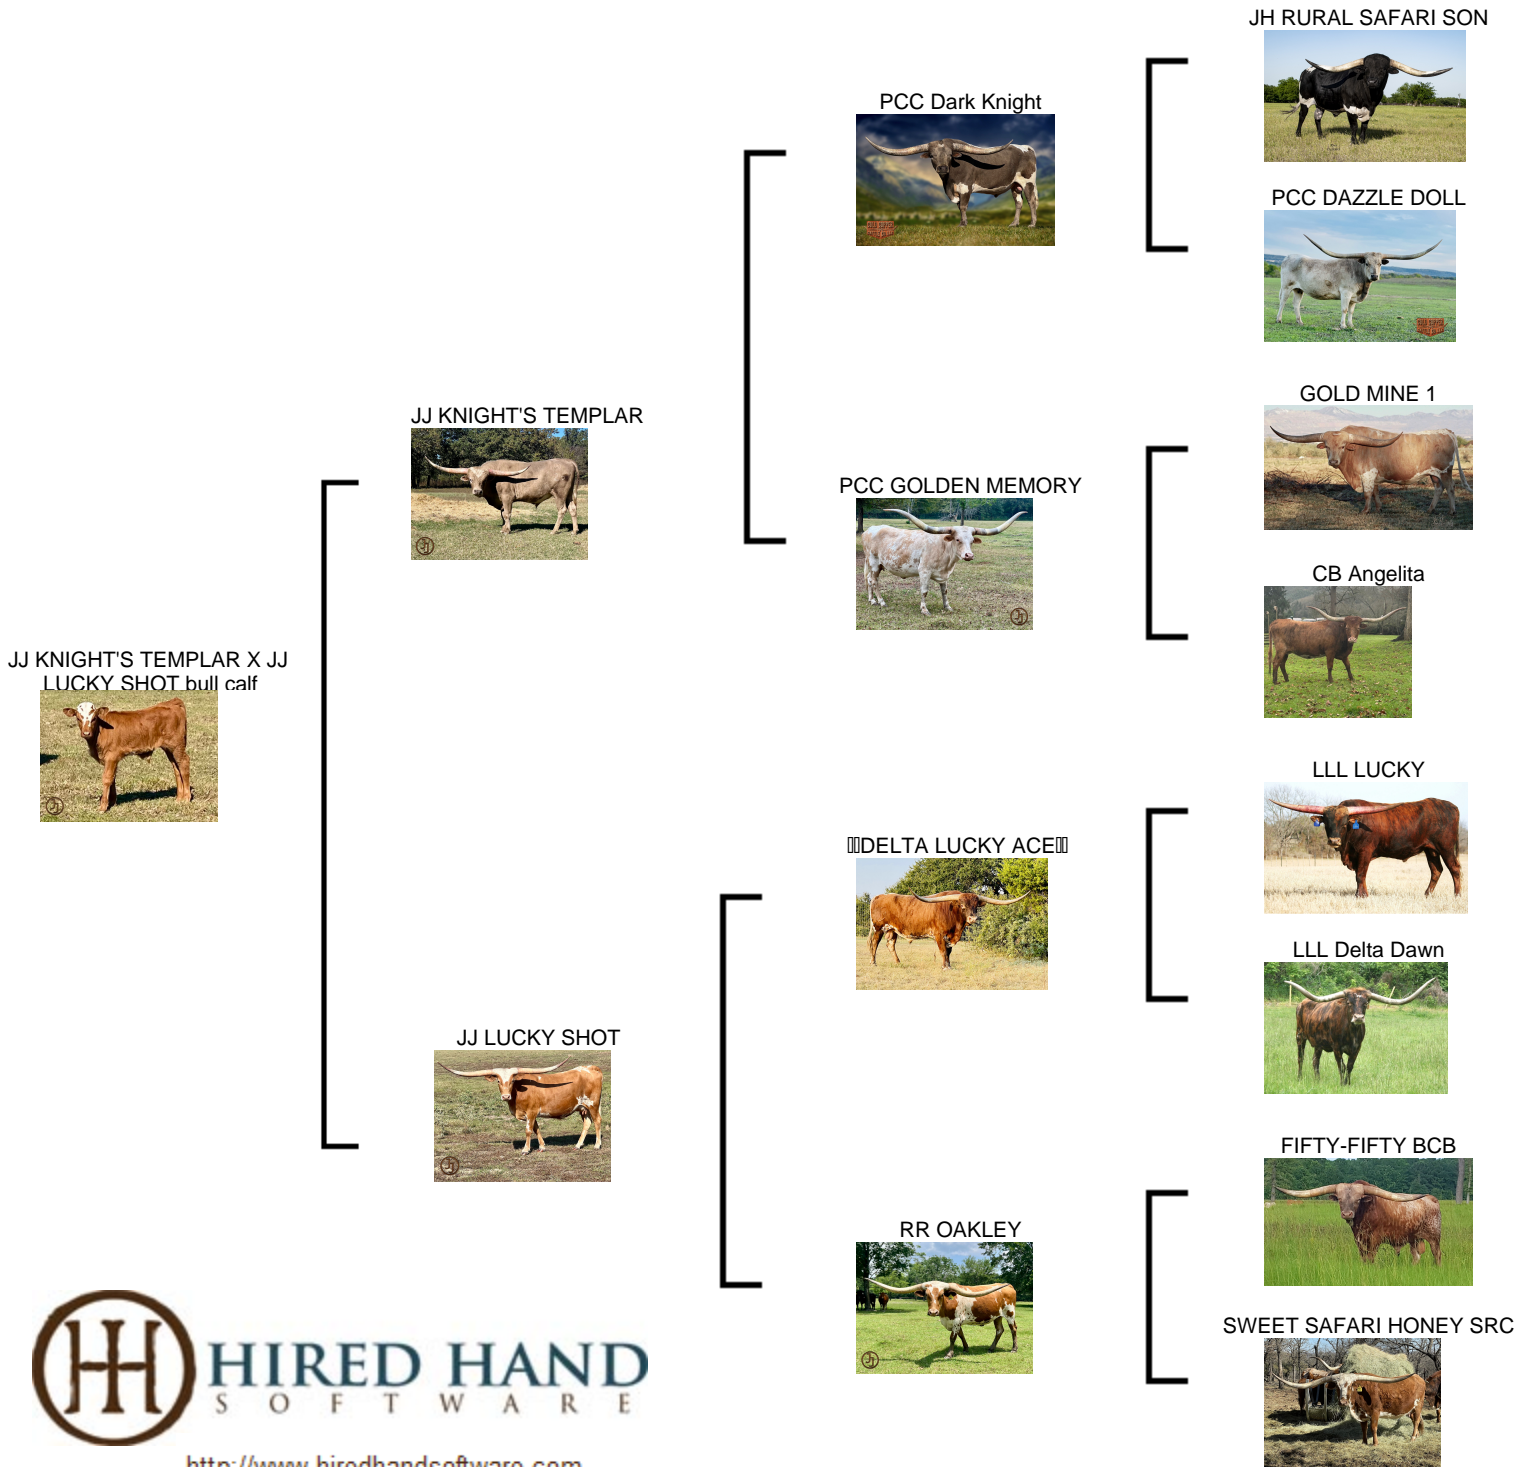 JH RURAL SAFARI SON
PCC Dark Knight
PCC DAZZLE DOLL
GOLD MINE 1
JJ KNIGHT'S TEMPLAR
PCC GOLDEN MEMORY
CB Angelita
JJ KNIGHT'S TEMPLAR X JJ
LUCKY SHOT bull calf
LLL LUCKY
DELTA LUCKY ACE
LLL Delta Dawn
JJ LUCKY SHOT
FIFTY-FIFTY BCB
RR OAKLEY
SWEET SAFARI HONEY SRC
HIRED HAND
SOFTWARE
http://www.hiredhandsoftware.com